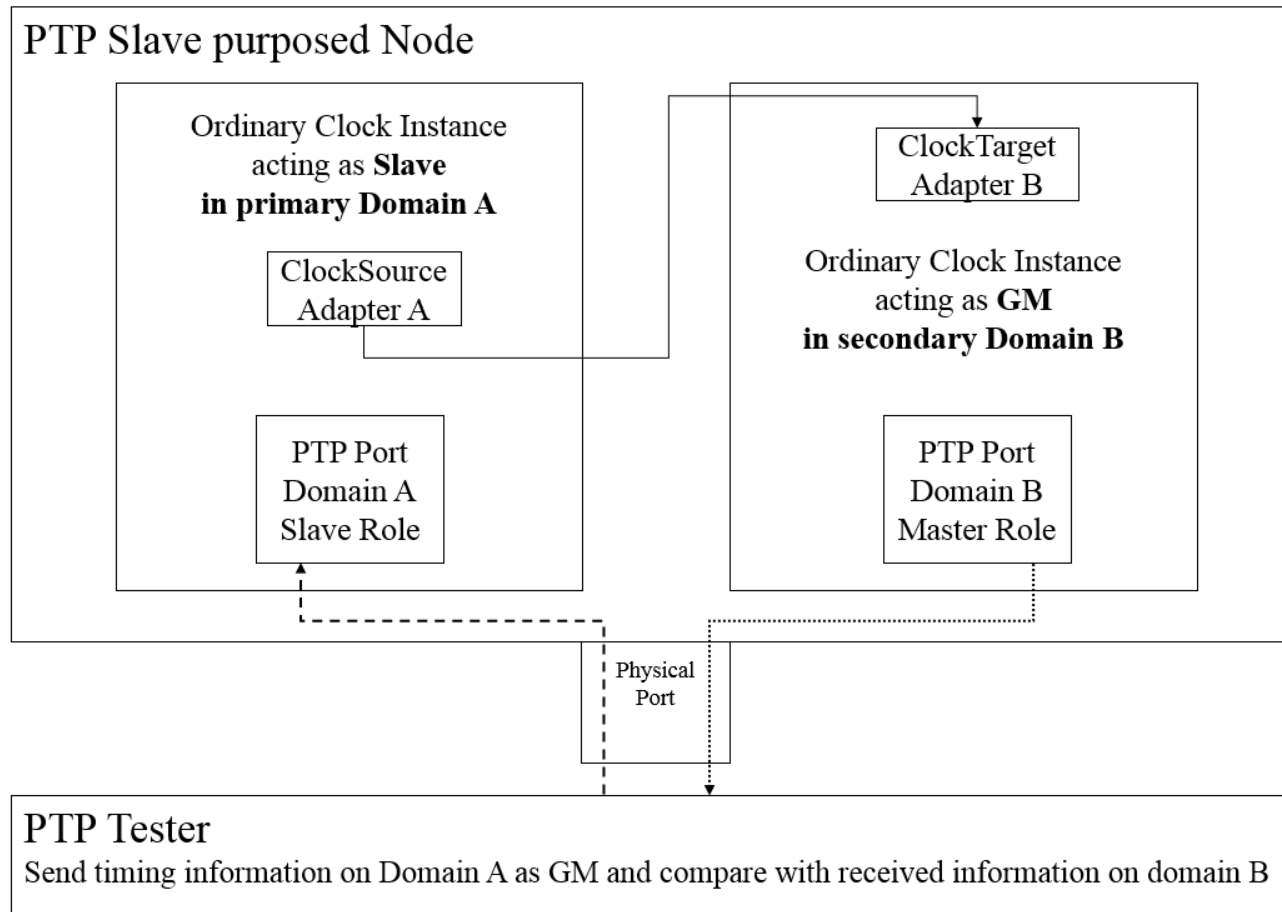 PTP Slave purposed Node
Ordinary Clock Instance
acting as Slave
in primary Domain A
ClockSource
Adapter A
PTP Port
Domain A
Slave Role
ClockTarget
Adapter B
Ordinary Clock Instance
acting as GM
in secondary Domain B
PTP Port
Domain B
Master Role
Physical
Port
PTP Tester
Send timing information on Domain A as GM and compare with received information on domain B